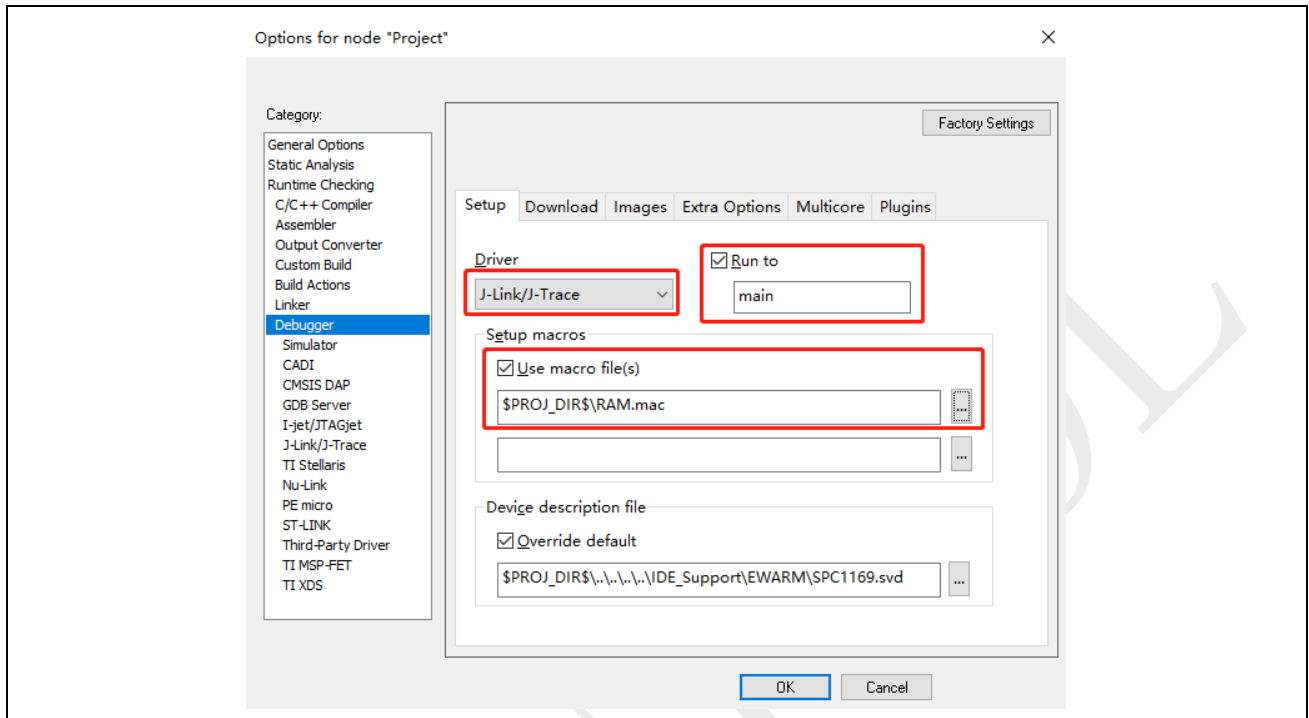 Options for node "Project"
Category:
Factory Settings
General Options
Static Analysis
Runtime Checking
C/C++ Compiler
Assembler
Output Converter
Custom Build
Build Actions
Linker
Debugger
Simulator
CADI
CMSIS DAP
GDB Server
I-jet/JTAGjet
J-Link/J-Trace
TI Stellaris
Nu-Link
PE micro
ST-LINK
Third-Party Driver
TI MSP-FET
TI XDS
Setup Download Images Extra Options Multicore Plugins
Driver
J-Link/J-Trace
Run to
main
Setup macros
Use macro file(s)
$PROJ_DIR$\RAM.mac
...
...
Device description file
Override default
$PROJ_DIR$\..\..\..\..\IDE_Support\EWARM\SPC1169.svd
...
OK Cancel